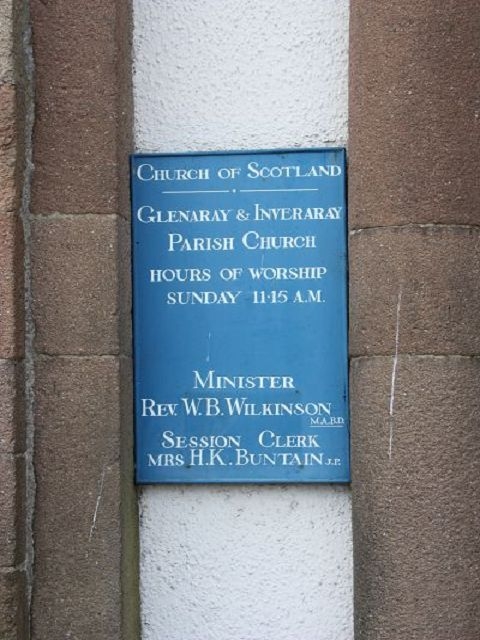 CHURCH OF SCOTLAND
GLENARAY & INVERARAY
PARISH CHURCH
HOURS OF WORSHIP
SUNDAY 11·15 A.M.
MINISTER
REV. W.B. WILKINSON M.A.B.D.
SESSION CLERK
MRS H.K. BUNTAIN J.P.